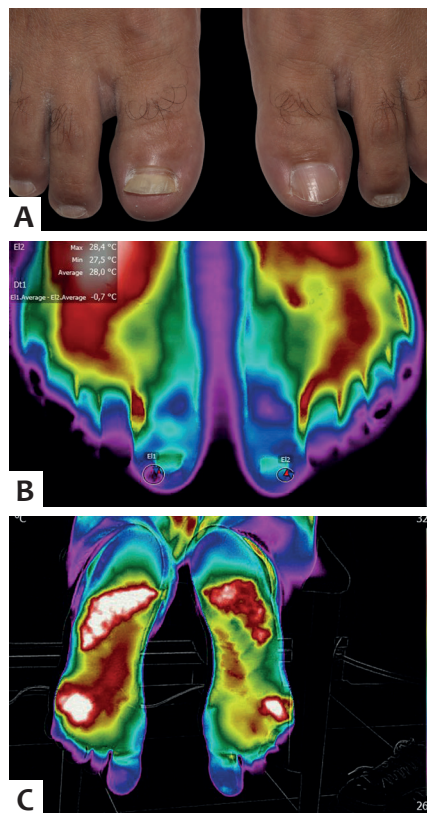 A
El2
Max 28,4 °C
Min 27,5 °C
Average 28,0 °C
Dt1
El1.Average - El2.Average -0,7 °C
El1
El2
B
°C
32
26
C